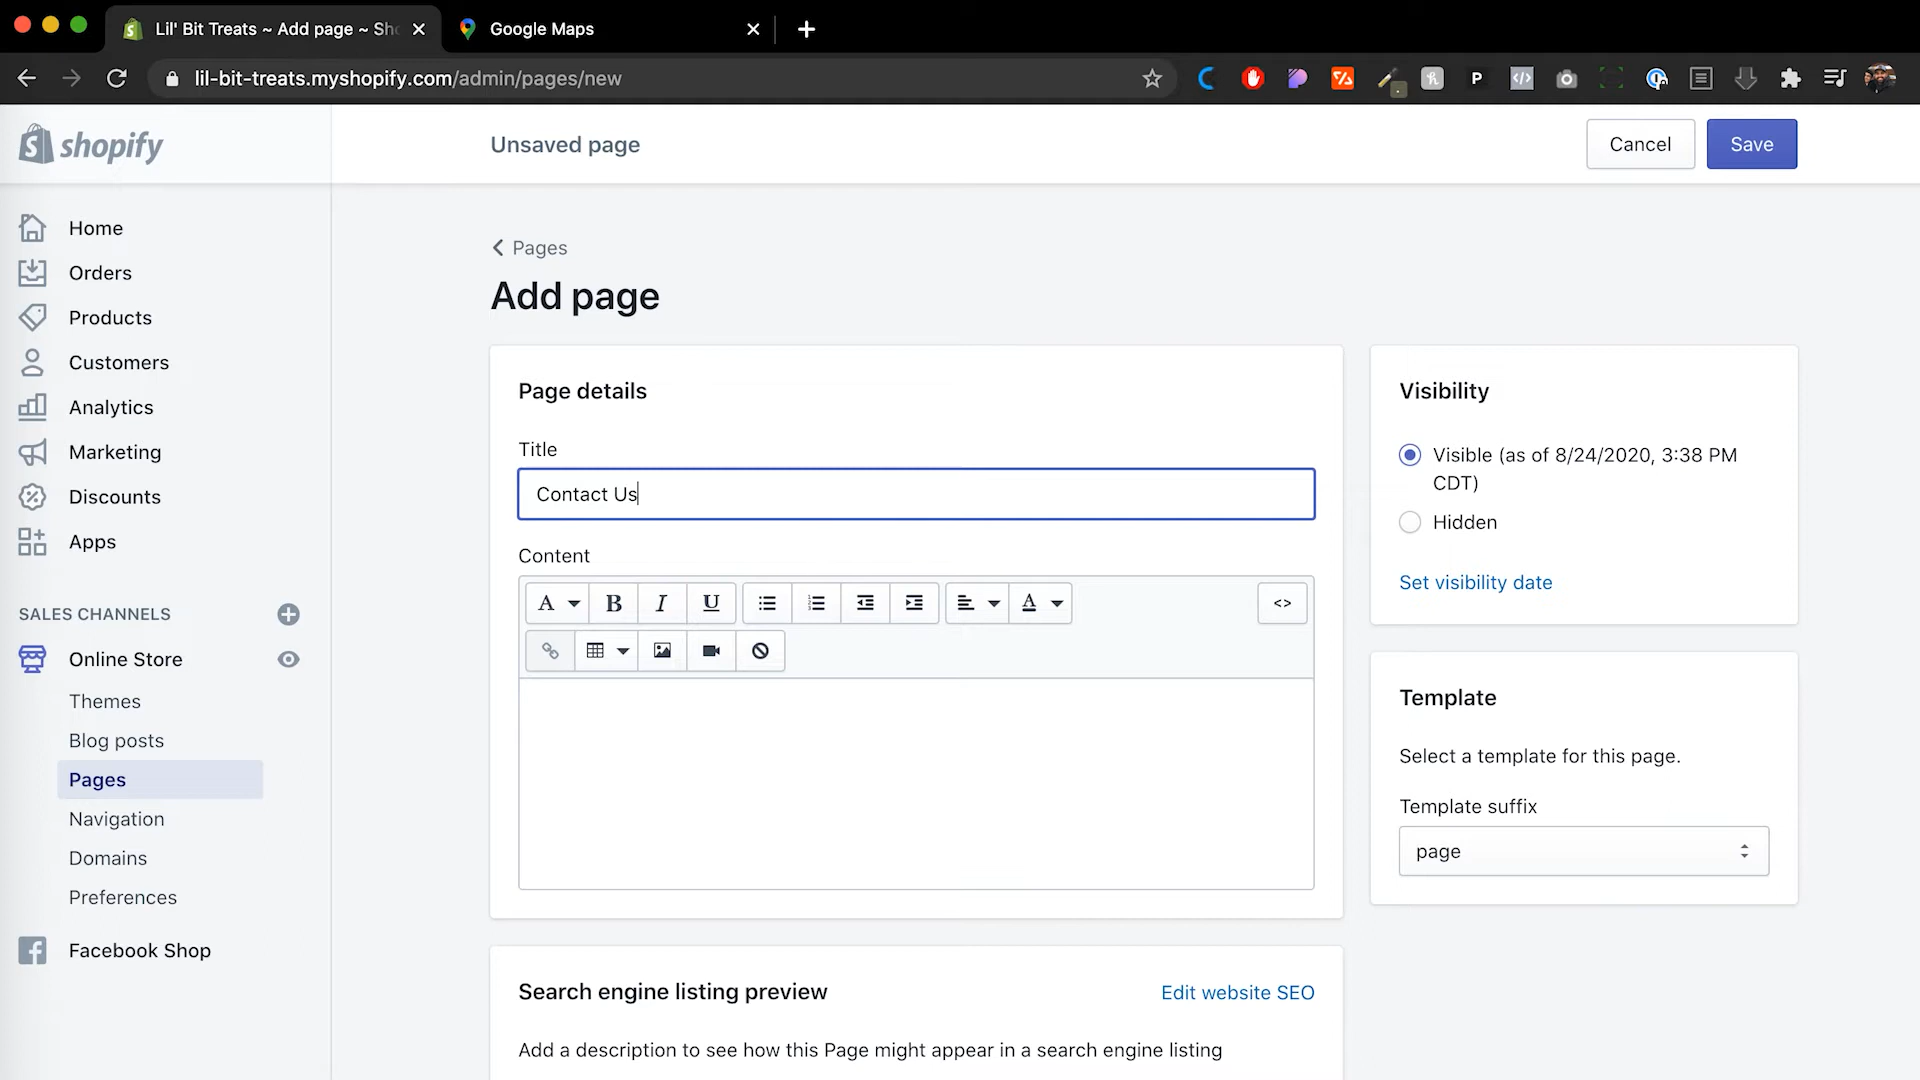 Lil' Bit Treats ~ Add page ~ Sho
Google Maps
lil-bit-treats.myshopify.com/admin/pages/new
shopify
Unsaved page
Cancel
Save
Home
Orders
Products
Customers
Analytics
Marketing
Discounts
Apps
SALES CHANNELS
Online Store
Themes
Blog posts
Pages
Navigation
Domains
Preferences
Facebook Shop
Pages
Add page
Page details
Title
Contact Us
Content
A B I U A <>
Search engine listing preview
Edit website SEO
Add a description to see how this Page might appear in a search engine listing
Visibility
Visible (as of 8/24/2020, 3:38 PM
CDT)
Hidden
Set visibility date
Template
Select a template for this page.
Template suffix
page